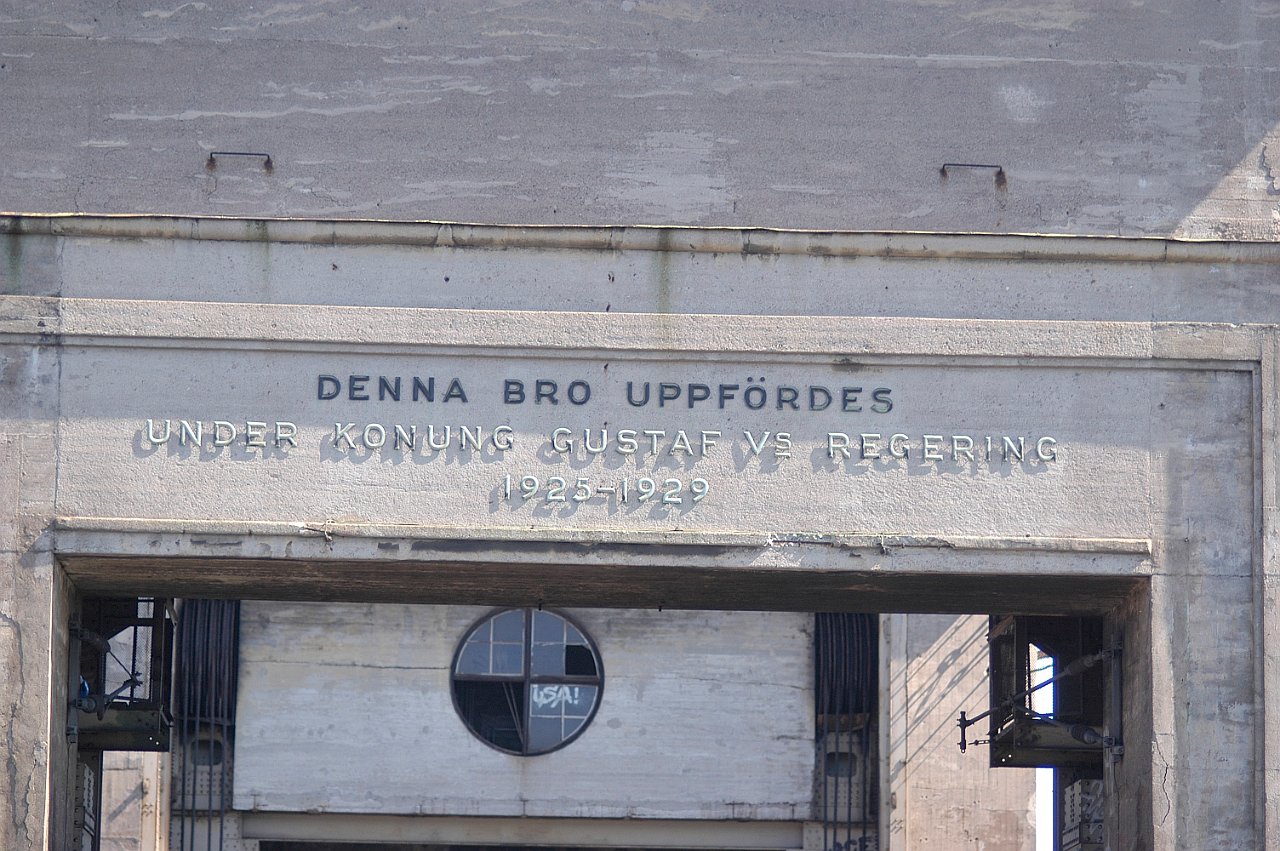 DENNA BRO UPPFÖRDES
UNDER KONUNG GUSTAF Vs REGERING
1925–1929
USA!